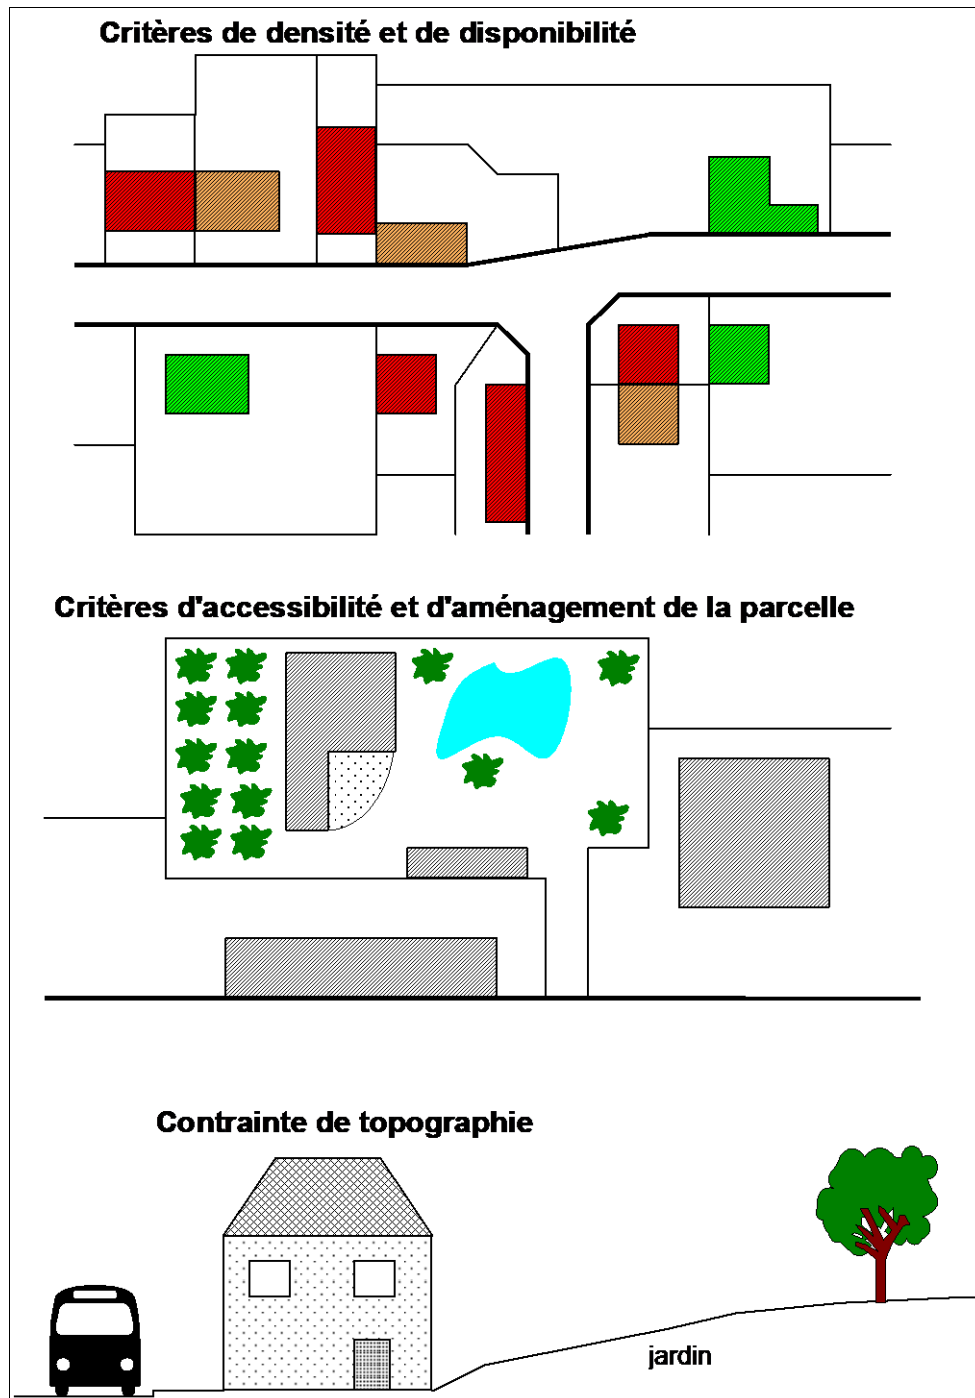 Critères de densité et de disponibilité
Critères d'accessibilité et d'aménagement de la parcelle
Contrainte de topographie
jardin